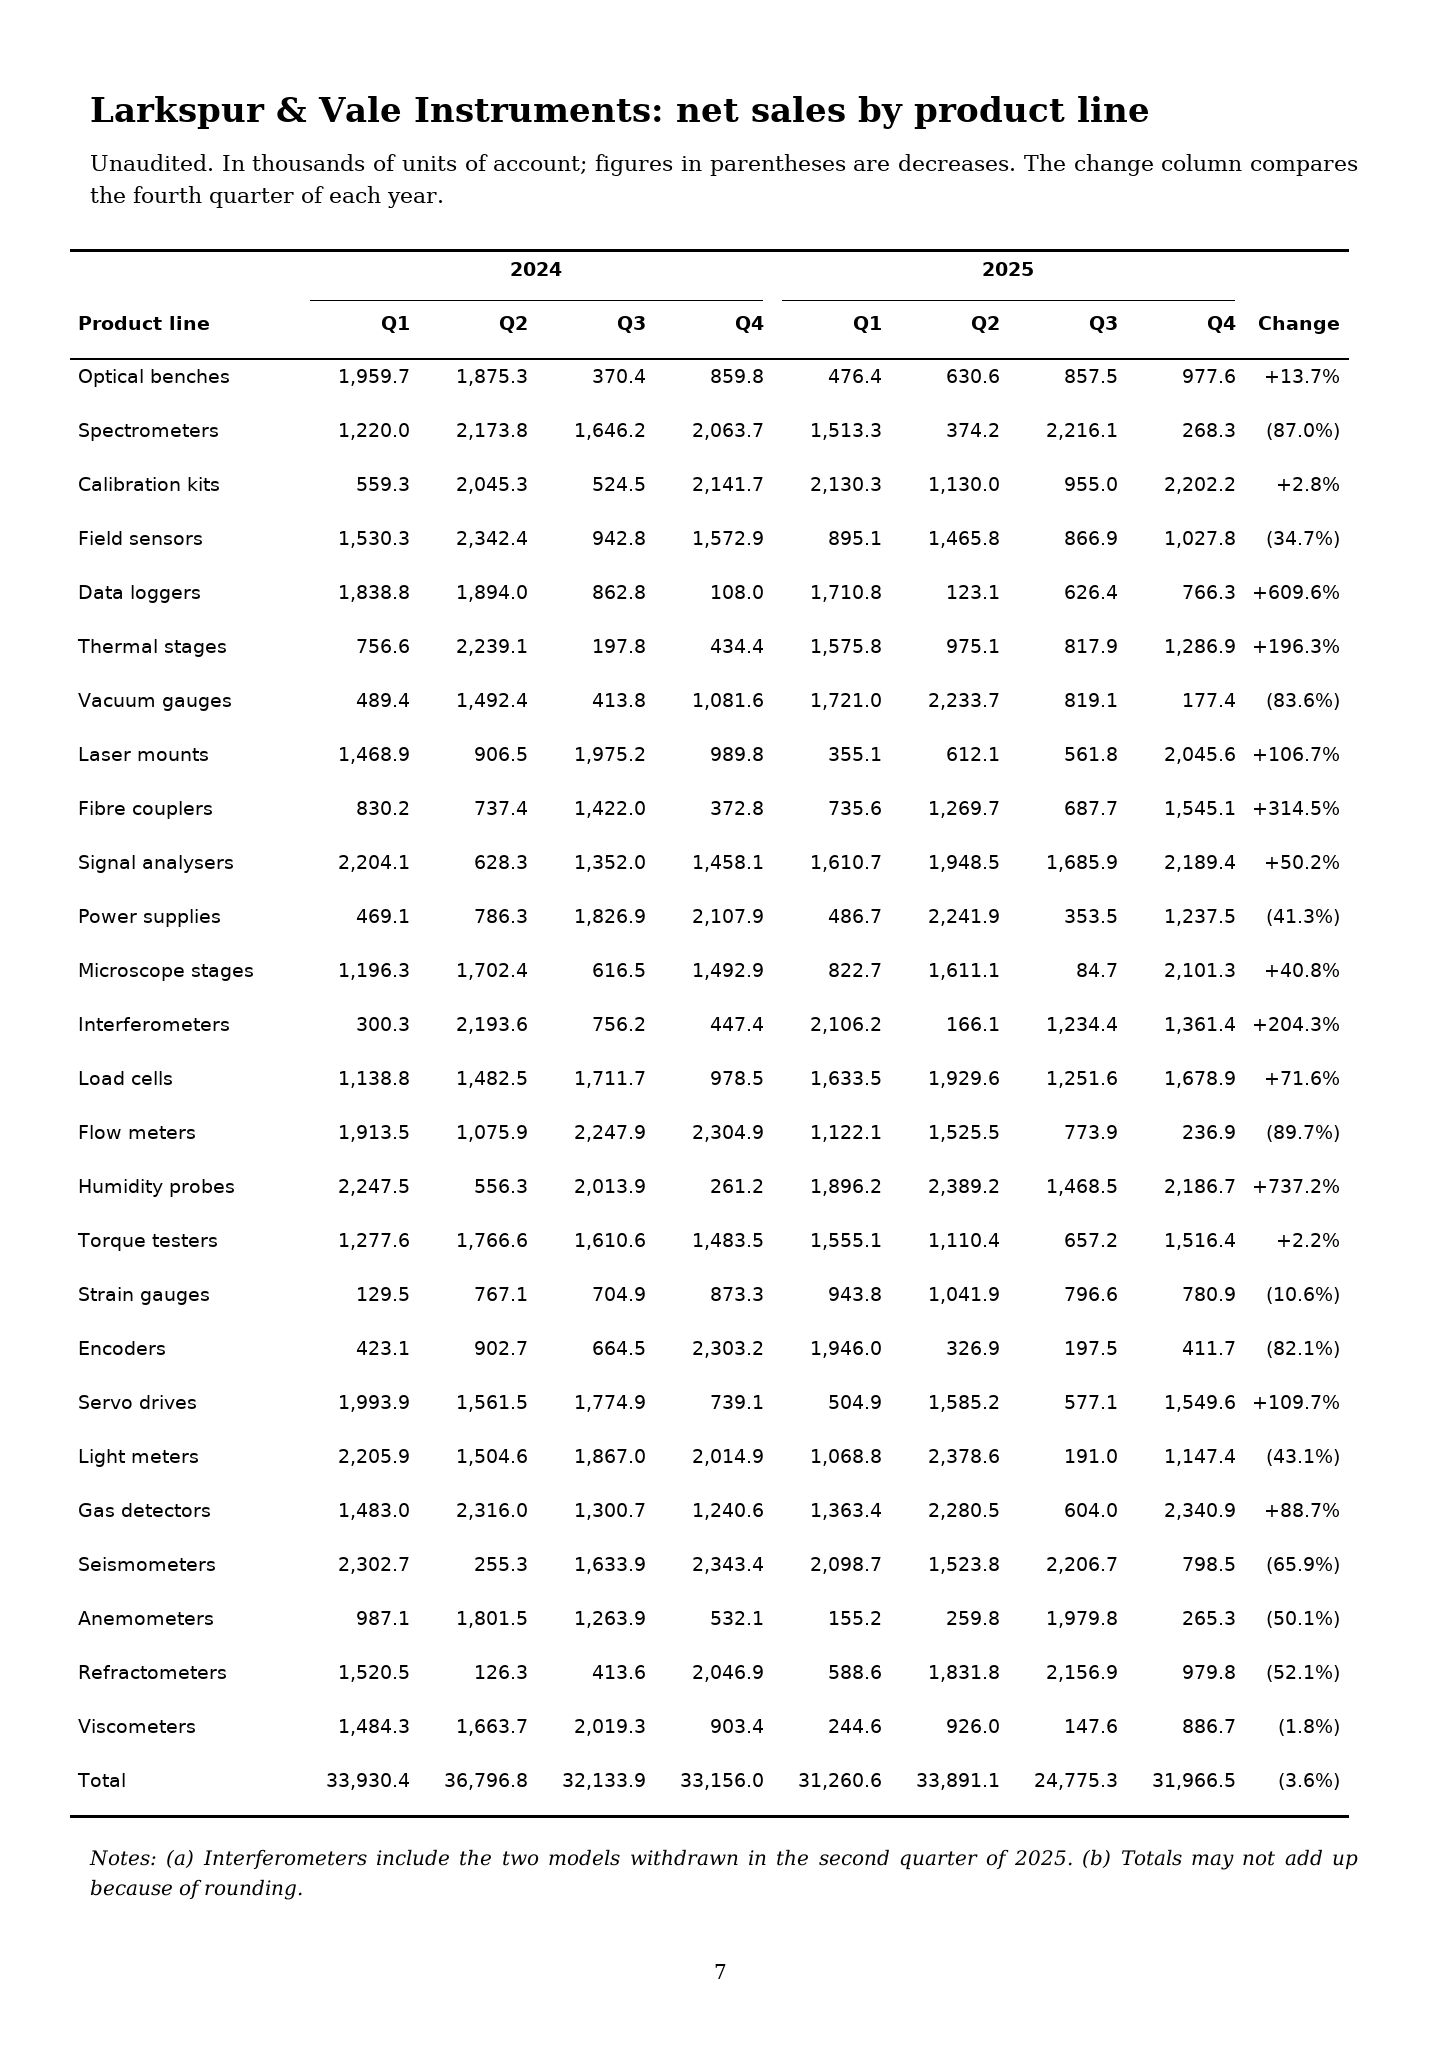 Larkspur & Vale Instruments: net sales by product line
Unaudited. In thousands of units of account; figures in parentheses are decreases. The change column compares
the fourth quarter of each year.
2024 2025
Product line Q1 Q2 Q3 Q4 Q1 Q2 Q3 Q4 Change
Optical benches 1,959.7 1,875.3 370.4 859.8 476.4 630.6 857.5 977.6 +13.7%
Spectrometers 1,220.0 2,173.8 1,646.2 2,063.7 1,513.3 374.2 2,216.1 268.3 (87.0%)
Calibration kits 559.3 2,045.3 524.5 2,141.7 2,130.3 1,130.0 955.0 2,202.2 +2.8%
Field sensors 1,530.3 2,342.4 942.8 1,572.9 895.1 1,465.8 866.9 1,027.8 (34.7%)
Data loggers 1,838.8 1,894.0 862.8 108.0 1,710.8 123.1 626.4 766.3 +609.6%
Thermal stages 756.6 2,239.1 197.8 434.4 1,575.8 975.1 817.9 1,286.9 +196.3%
Vacuum gauges 489.4 1,492.4 413.8 1,081.6 1,721.0 2,233.7 819.1 177.4 (83.6%)
Laser mounts 1,468.9 906.5 1,975.2 989.8 355.1 612.1 561.8 2,045.6 +106.7%
Fibre couplers 830.2 737.4 1,422.0 372.8 735.6 1,269.7 687.7 1,545.1 +314.5%
Signal analysers 2,204.1 628.3 1,352.0 1,458.1 1,610.7 1,948.5 1,685.9 2,189.4 +50.2%
Power supplies 469.1 786.3 1,826.9 2,107.9 486.7 2,241.9 353.5 1,237.5 (41.3%)
Microscope stages 1,196.3 1,702.4 616.5 1,492.9 822.7 1,611.1 84.7 2,101.3 +40.8%
Interferometers 300.3 2,193.6 756.2 447.4 2,106.2 166.1 1,234.4 1,361.4 +204.3%
Load cells 1,138.8 1,482.5 1,711.7 978.5 1,633.5 1,929.6 1,251.6 1,678.9 +71.6%
Flow meters 1,913.5 1,075.9 2,247.9 2,304.9 1,122.1 1,525.5 773.9 236.9 (89.7%)
Humidity probes 2,247.5 556.3 2,013.9 261.2 1,896.2 2,389.2 1,468.5 2,186.7 +737.2%
Torque testers 1,277.6 1,766.6 1,610.6 1,483.5 1,555.1 1,110.4 657.2 1,516.4 +2.2%
Strain gauges 129.5 767.1 704.9 873.3 943.8 1,041.9 796.6 780.9 (10.6%)
Encoders 423.1 902.7 664.5 2,303.2 1,946.0 326.9 197.5 411.7 (82.1%)
Servo drives 1,993.9 1,561.5 1,774.9 739.1 504.9 1,585.2 577.1 1,549.6 +109.7%
Light meters 2,205.9 1,504.6 1,867.0 2,014.9 1,068.8 2,378.6 191.0 1,147.4 (43.1%)
Gas detectors 1,483.0 2,316.0 1,300.7 1,240.6 1,363.4 2,280.5 604.0 2,340.9 +88.7%
Seismometers 2,302.7 255.3 1,633.9 2,343.4 2,098.7 1,523.8 2,206.7 798.5 (65.9%)
Anemometers 987.1 1,801.5 1,263.9 532.1 155.2 259.8 1,979.8 265.3 (50.1%)
Refractometers 1,520.5 126.3 413.6 2,046.9 588.6 1,831.8 2,156.9 979.8 (52.1%)
Viscometers 1,484.3 1,663.7 2,019.3 903.4 244.6 926.0 147.6 886.7 (1.8%)
Total 33,930.4 36,796.8 32,133.9 33,156.0 31,260.6 33,891.1 24,775.3 31,966.5 (3.6%)
Notes: (a) Interferometers include the two models withdrawn in the second quarter of 2025. (b) Totals may not add up
because of rounding.
7